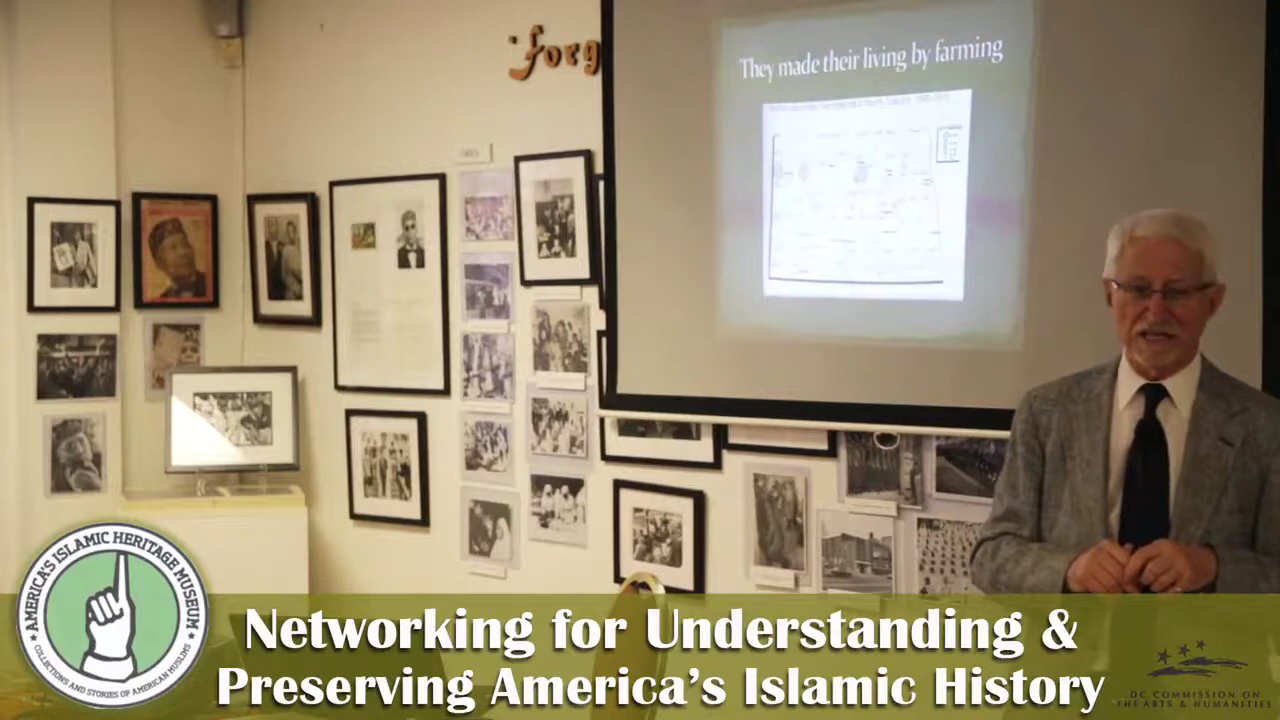 forg
They made their living by farming
AMERICA'S ISLAMIC HERITAGE MUSEUM
COLLECTIONS AND STORIES OF AMERICAN MUSLIMS
Networking for Understanding &
Preserving America's Islamic History
DC COMMISSION ON
THE ARTS & HUMANITIES